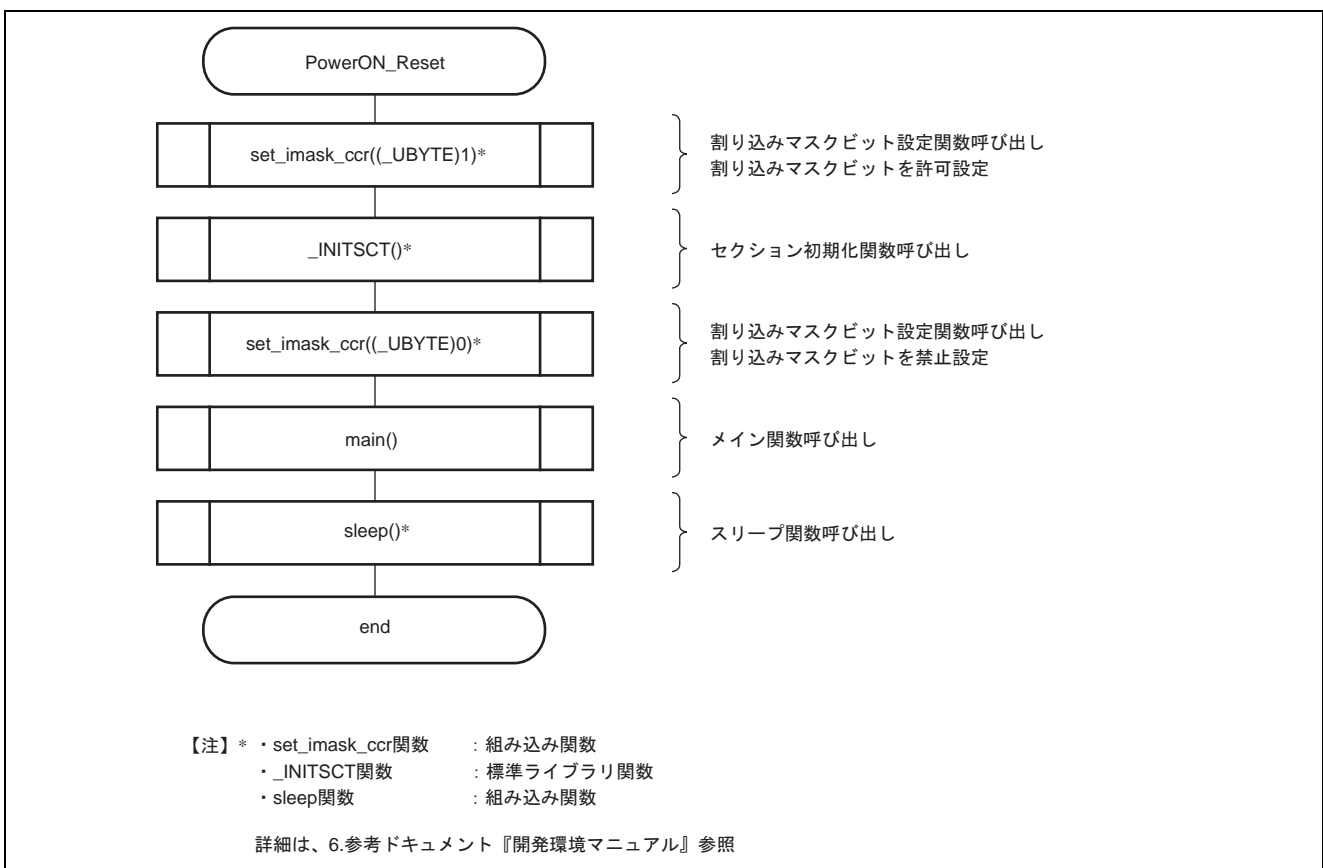 PowerON_Reset
set_imask_ccr((_UBYTE)1)*
割り込みマスクビット設定関数呼び出し
割り込みマスクビットを許可設定
_INITSCT()*
セクション初期化関数呼び出し
set_imask_ccr((_UBYTE)0)*
割り込みマスクビット設定関数呼び出し
割り込みマスクビットを禁止設定
main()
メイン関数呼び出し
sleep()*
スリープ関数呼び出し
end
【注】* ・set_imask_ccr関数 : 組み込み関数
・_INITSCT関数 : 標準ライブラリ関数
・sleep関数 : 組み込み関数
詳細は、6.参考ドキュメント『開発環境マニュアル』参照